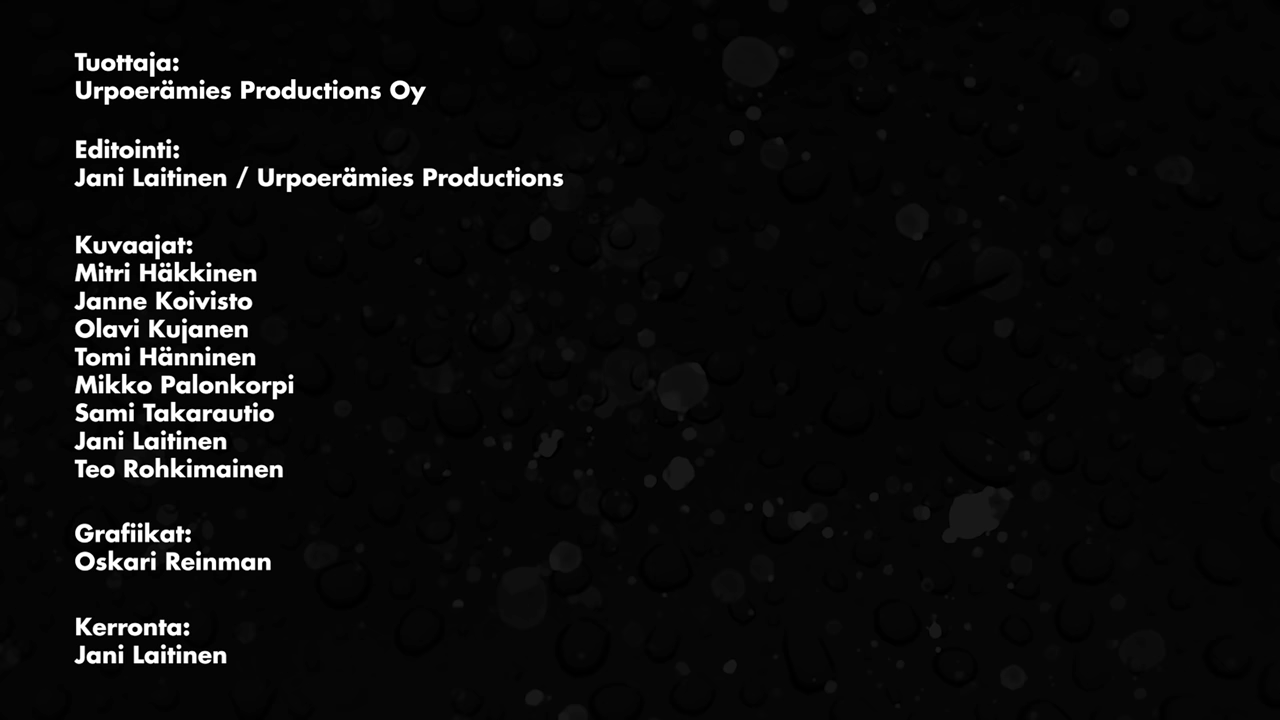 Tuottaja:
Urpoerämies Productions Oy
Editointi:
Jani Laitinen / Urpoerämies Productions
Kuvaajat:
Mitri Häkkinen
Janne Koivisto
Olavi Kujanen
Tomi Hänninen
Mikko Palonkorpi
Sami Takarautio
Jani Laitinen
Teo Rohkimainen
Grafiikat:
Oskari Reinman
Kerronta:
Jani Laitinen